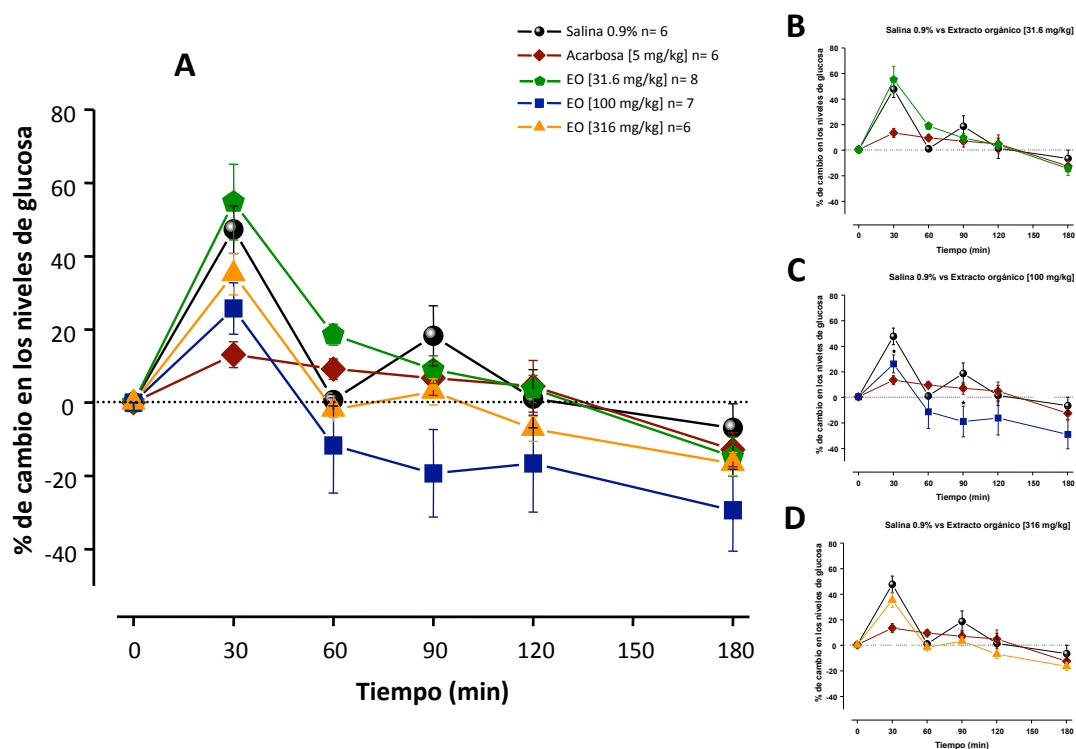 Salina 0.9% n= 6
Acarbosa [5 mg/kg] n= 6
EO [31.6 mg/kg] n= 8
EO [100 mg/kg] n= 7
EO [316 mg/kg] n=6
A
% de cambio en los niveles de glucosa
80
60
40
20
0
-20
-40
0 30 60 90 120 150 180
Tiempo (min)
B
Salina 0.9% vs Extracto orgánico [31.6 mg/kg]
% de cambio en los niveles de glucosa
80
60
40
20
0
-20
-40
0 30 60 90 120 180
Tiempo (min)
C
Salina 0.9% vs Extracto orgánico [100 mg/kg]
% de cambio en los niveles de glucosa
80
60
40
20
0
-20
-40
* *
0 30 60 90 120 180
Tiempo (min)
D
Salina 0.9% vs Extracto orgánico [316 mg/kg]
% de cambio en los niveles de glucosa
80
60
40
20
0
-20
-40
0 30 60 90 120 180
Tiempo (min)